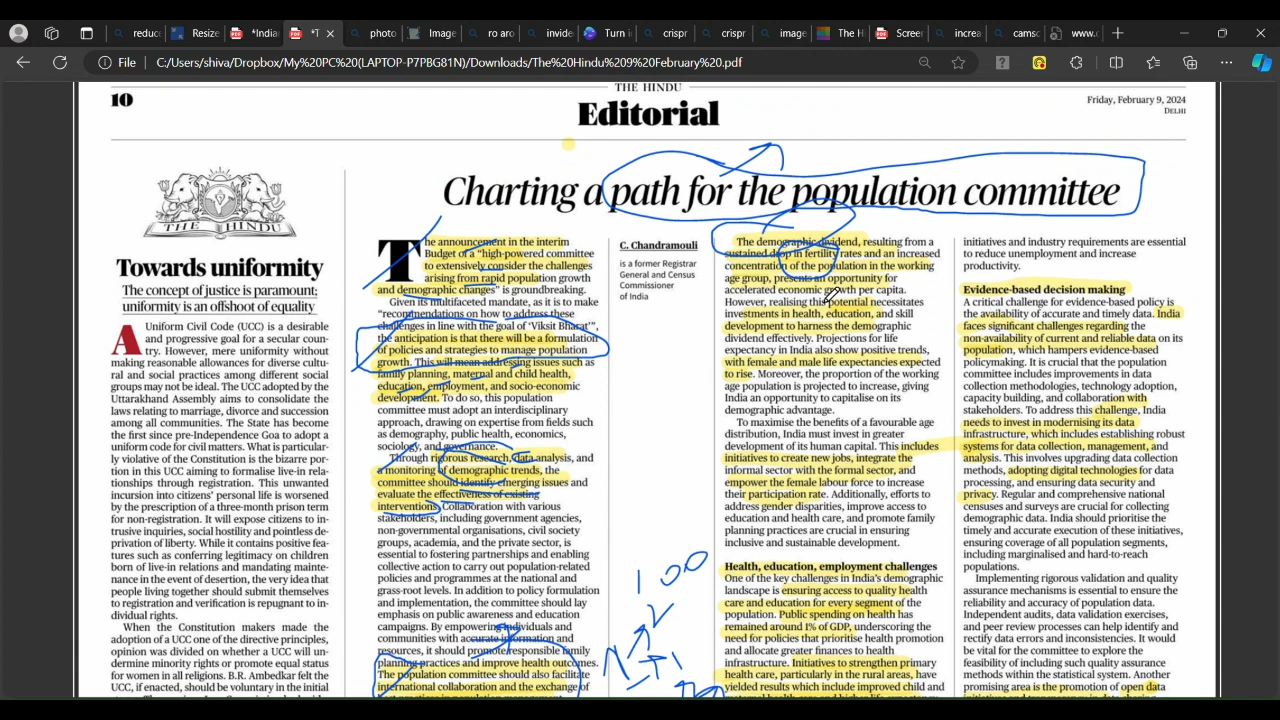 reduce
Resize
*Indian
*T
photo
Image
ro aro
invide
Turn i
crispr
crispr
image
The H
Screen
increa
camsc
www.c
File
C:/Users/shiva/Dropbox/My%20PC(LAPTOP-P7PBG81N)/Downloads/The%20Hindu%209%20February%20.pdf
10
THE HINDU
Editorial
Friday, February 9, 2024
DELHI
THE HINDU
Towards uniformity
The concept of justice is paramount;
uniformity is an offshoot of equality
A Uniform Civil Code (UCC) is a desirable
and progressive goal for a secular coun-
try. However, mere uniformity without
making reasonable allowances for diverse cultu-
ral and social practices among different social
groups may not be ideal. The UCC adopted by the
Uttarakhand Assembly aims to consolidate the
laws relating to marriage, divorce and succession
among all communities. The State has become
the first since pre-Independence Goa to adopt a
uniform code for civil matters. What is particular-
ly violative of the Constitution is the bizarre por-
tion in this UCC aiming to formalise live-in rela-
tionships through registration. This unwanted
incursion into citizens' personal life is worsened
by the prescription of a three-month prison term
for non-registration. It will expose citizens to in-
trusive inquiries, social hostility and pointless de-
privation of liberty. While it contains positive fea-
tures such as conferring legitimacy on children
born of live-in relations and mandating mainte-
nance in the event of desertion, the very idea that
people living together should submit themselves
to registration and verification is repugnant to in-
dividual rights.
When the Constitution makers made the
adoption of a UCC one of the directive principles,
opinion was divided on whether a UCC will un-
dermine minority rights or promote equal status
for women in all religions. B.R. Ambedkar felt the
UCC, if enacted, should be voluntary in the initial
Charting a path for the population committee
The announcement in the interim
Budget of a "high-powered committee
to extensively consider the challenges
arising from rapid population growth
and demographic changes" is groundbreaking.
Given its multifaceted mandate, as it is to make
"recommendations on how to address these
challenges in line with the goal of 'Viksit Bharat'",
the anticipation is that there will be a formulation
of policies and strategies to manage population
growth. This will mean addressing issues such as
family planning, maternal and child health,
education, employment, and socio-economic
development. To do so, this population
committee must adopt an interdisciplinary
approach, drawing on expertise from fields such
as demography, public health, economics,
sociology, and governance.
Through rigorous research, data analysis, and
a monitoring of demographic trends, the
committee should identify emerging issues and
evaluate the effectiveness of existing
interventions. Collaboration with various
stakeholders, including government agencies,
non-governmental organisations, civil society
groups, academia, and the private sector, is
essential to fostering partnerships and enabling
collective action to carry out population-related
policies and programmes at the national and
grass-root levels. In addition to policy formulation
and implementation, the committee should lay
emphasis on public awareness and education
campaigns. By empowering individuals and
communities with accurate information and
resources, it should promote responsible family
planning practices and improve health outcomes.
The population committee should also facilitate
international collaboration and the exchange of
C. Chandramouli
is a former Registrar
General and Census
Commissioner
of India
100
The demographic dividend, resulting from a
sustained drop in fertility rates and an increased
concentration of the population in the working
age group, presents an opportunity for
accelerated economic growth per capita.
However, realising this potential necessitates
investments in health, education, and skill
development to harness the demographic
dividend effectively. Projections for life
expectancy in India also show positive trends,
with female and male life expectancies expected
to rise. Moreover, the proportion of the working
age population is projected to increase, giving
India an opportunity to capitalise on its
demographic advantage.
To maximise the benefits of a favourable age
distribution, India must invest in greater
development of its human capital. This includes
initiatives to create new jobs, integrate the
informal sector with the formal sector, and
empower the female labour force to increase
their participation rate. Additionally, efforts to
address gender disparities, improve access to
education and health care, and promote family
planning practices are crucial in ensuring
inclusive and sustainable development.
Health, education, employment challenges
One of the key challenges in India's demographic
landscape is ensuring access to quality health
care and education for every segment of the
population. Public spending on health has
remained around 1% of GDP, underscoring the
need for policies that prioritise health promotion
and allocate greater finances to health
infrastructure. Initiatives to strengthen primary
health care, particularly in the rural areas, have
yielded results which include improved child and
initiatives and industry requirements are essential
to reduce unemployment and increase
productivity.
Evidence-based decision making
A critical challenge for evidence-based policy is
the availability of accurate and timely data. India
faces significant challenges regarding the
non-availability of current and reliable data on its
population, which hampers evidence-based
policymaking. It is crucial that the population
committee includes improvements in data
collection methodologies, technology adoption,
capacity building, and collaboration with
stakeholders. To address this challenge, India
needs to invest in modernising its data
infrastructure, which includes establishing robust
systems for data collection, management, and
analysis. This involves upgrading data collection
methods, adopting digital technologies for data
processing, and ensuring data security and
privacy. Regular and comprehensive national
censuses and surveys are crucial for collecting
demographic data. India should prioritise the
timely and accurate execution of these initiatives,
ensuring coverage of all population segments,
including marginalised and hard-to-reach
populations.
Implementing rigorous validation and quality
assurance mechanisms is essential to ensure the
reliability and accuracy of population data.
Independent audits, data validation exercises,
and peer review processes can help identify and
rectify data errors and inconsistencies. It would
be vital for the committee to explore the
feasibility of including such quality assurance
methods within the statistical system. Another
promising area is the promotion of open data